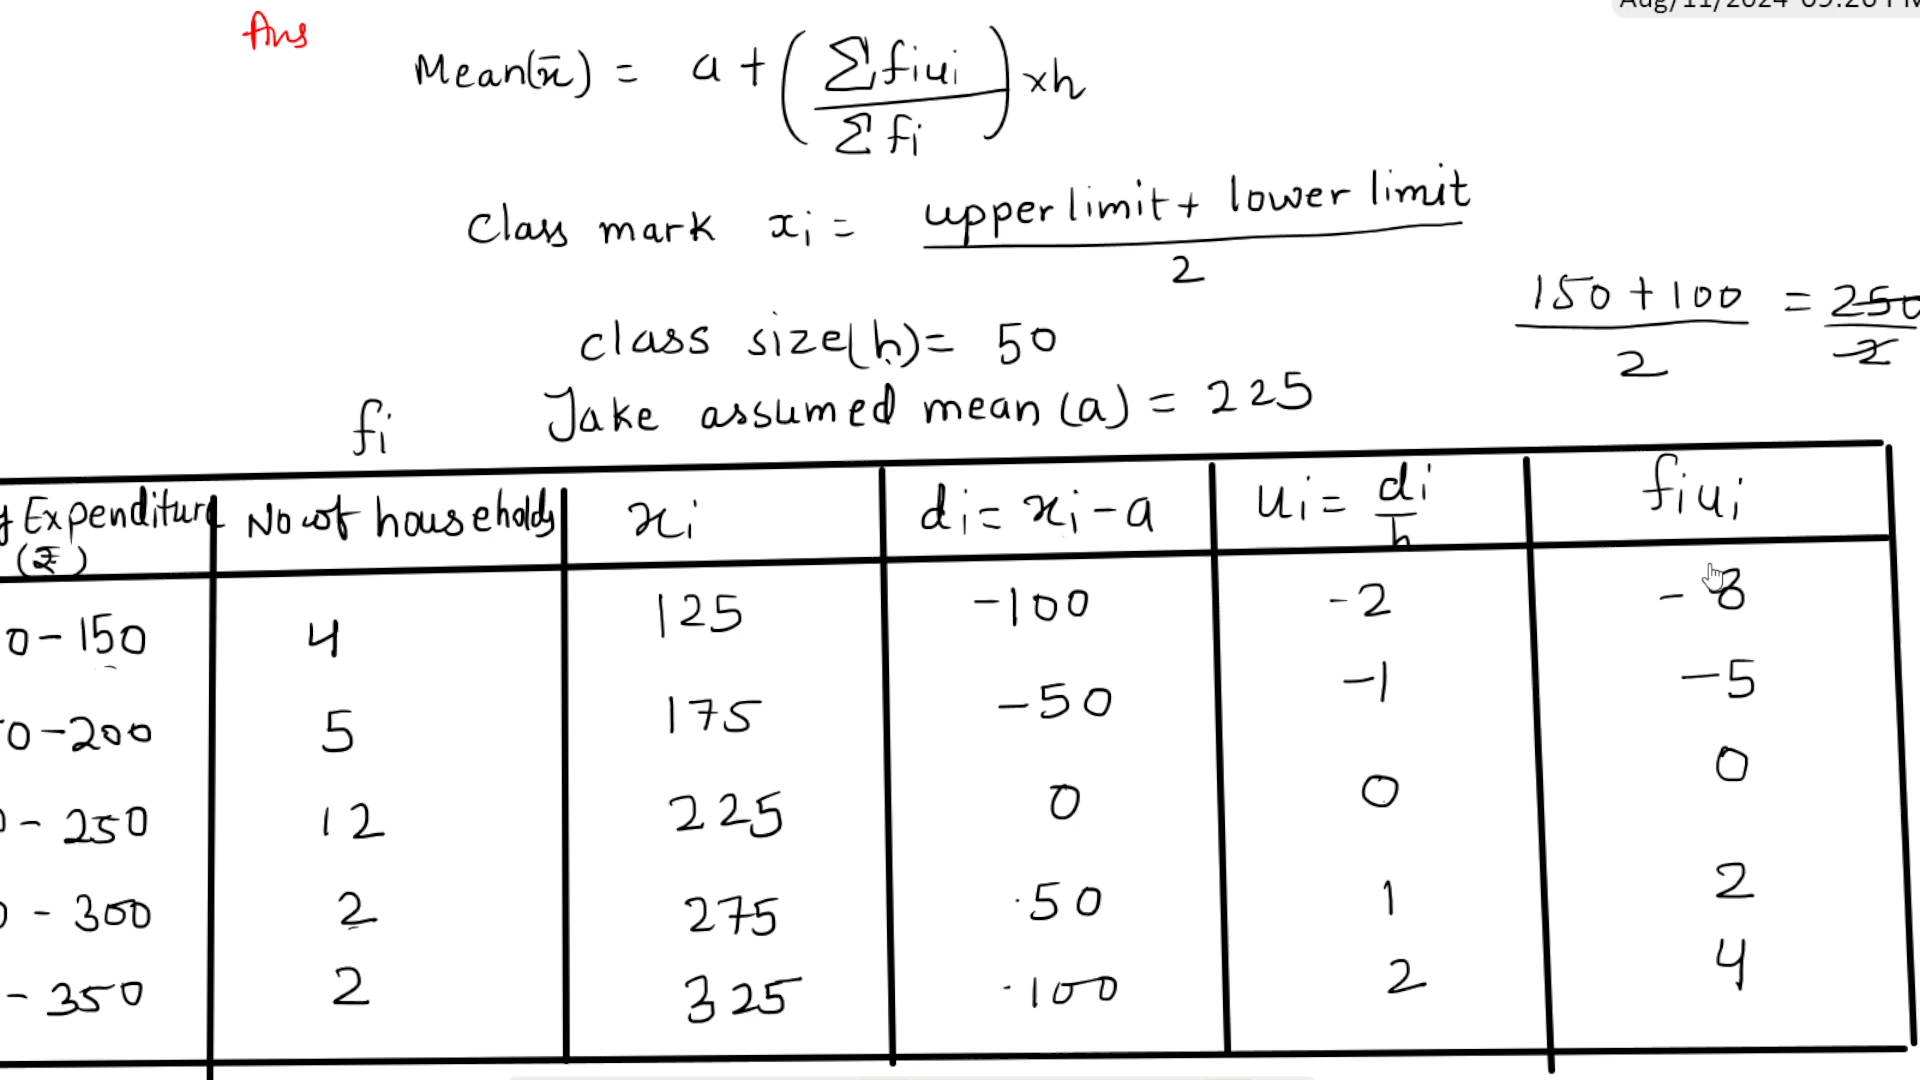 Ans
Mean(x̄) = a + (Σfiui / Σfi) × h
Class mark xi = upper limit + lower limit / 2
150 + 100 / 2 = 250 / 2
class size(h) = 50
fi Take assumed mean (a) = 225
Expenditure (₹) No of households xi di = xi - a ui = di / h fiui
0 - 150 4 125 -100 -2 -8
0 - 200 5 175 -50 -1 -5
- 250 12 225 0 0 0
- 300 2 275 50 1 2
- 350 2 325 100 2 4